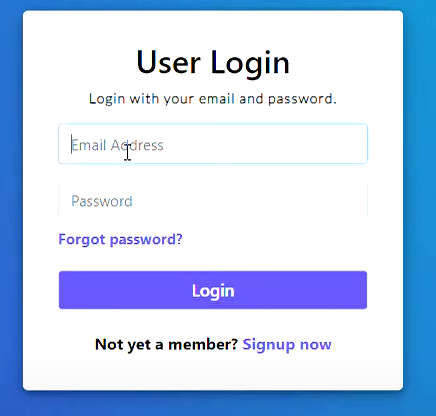 User Login
Login with your email and password.
Email Address
Password
Forgot password?
Login
Not yet a member? Signup now